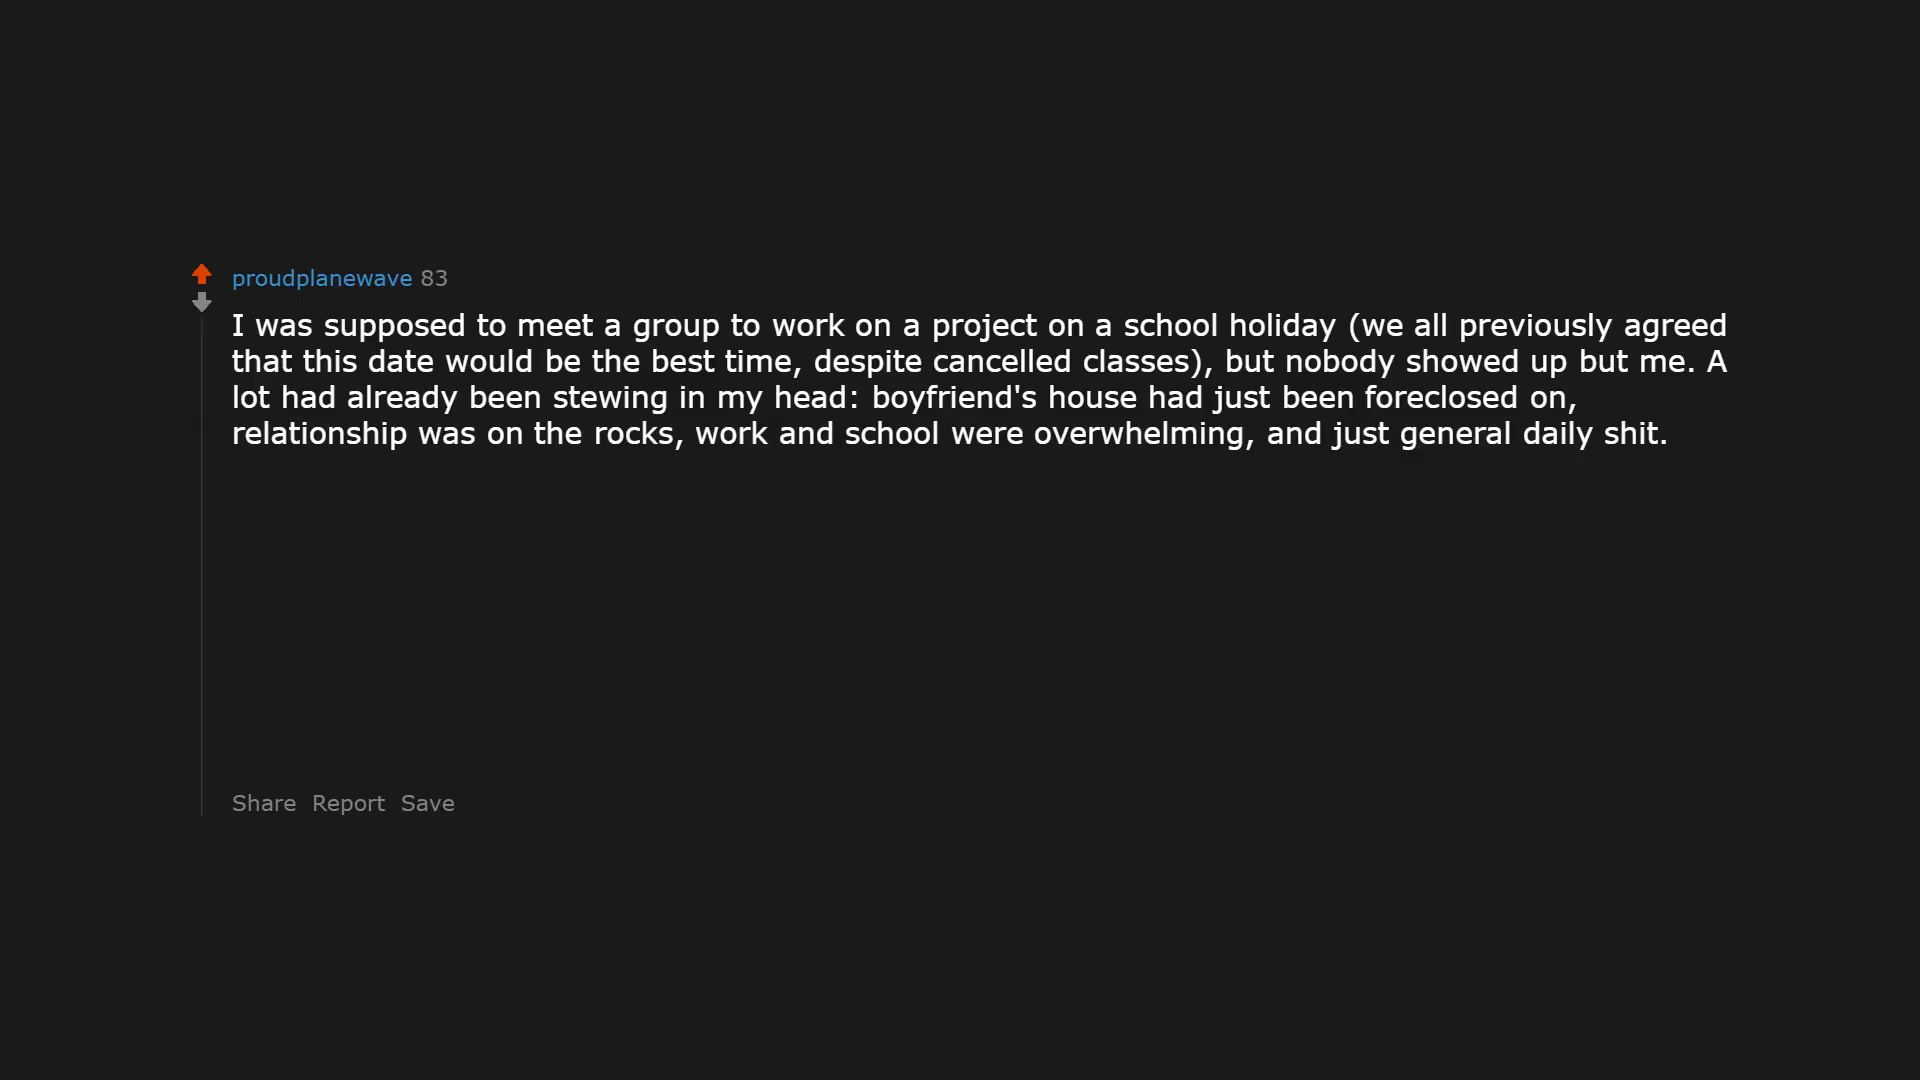 proudplanewave 83
I was supposed to meet a group to work on a project on a school holiday (we all previously agreed
that this date would be the best time, despite cancelled classes), but nobody showed up but me. A
lot had already been stewing in my head: boyfriend's house had just been foreclosed on,
relationship was on the rocks, work and school were overwhelming, and just general daily shit.
Share Report Save